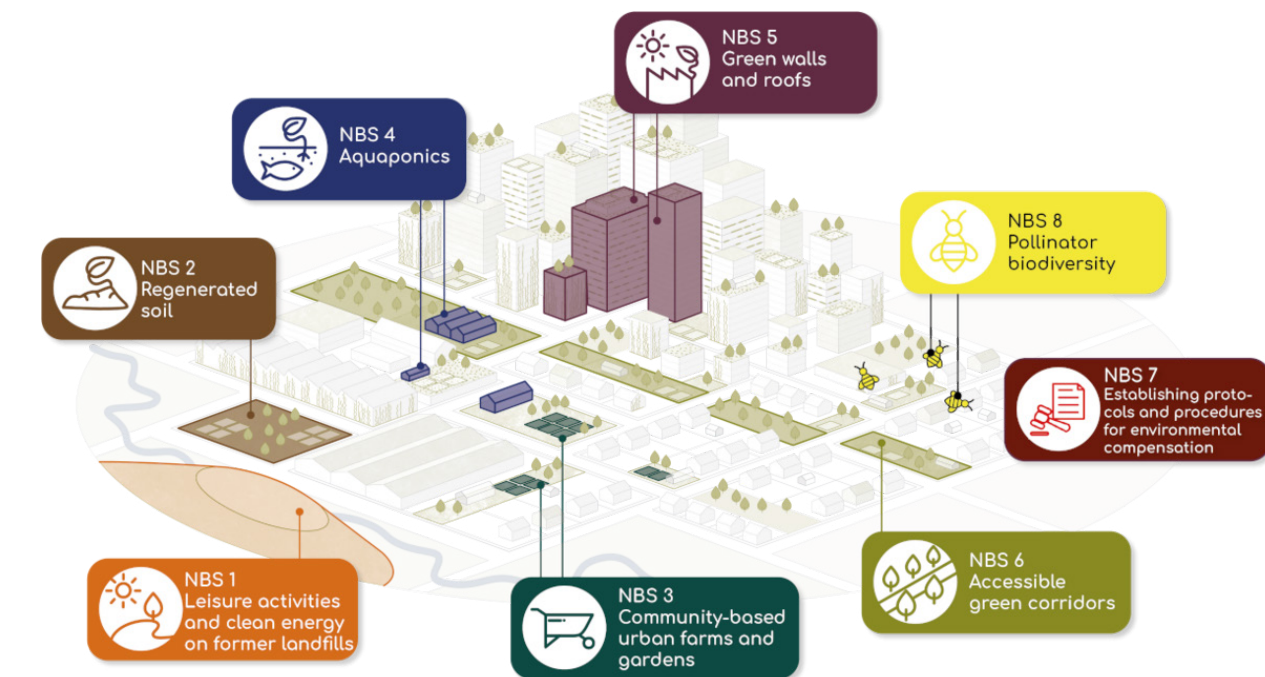 NBS 5
Green walls
and roofs
NBS 4
Aquaponics
NBS 8
Pollinator
biodiversity
NBS 2
Regenerated
soil
NBS 7
Establishing proto-
cols and procedures
for environmental
compensation
NBS 1
Leisure activities
and clean energy
on former landfills
NBS 3
Community-based
urban farms and
gardens
NBS 6
Accessible
green corridors